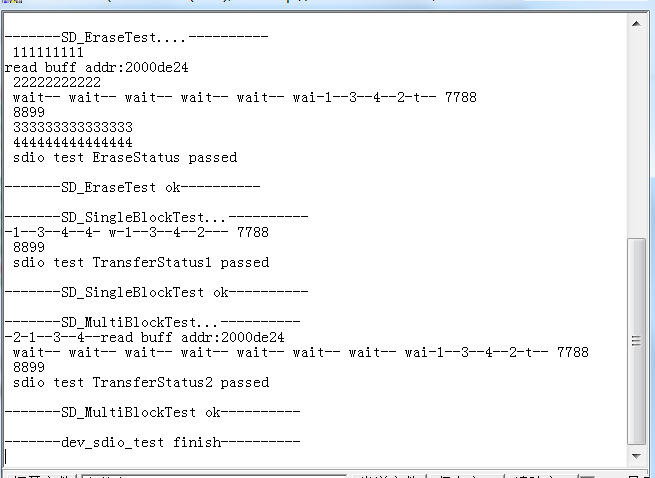 -------SD_EraseTest....----------
111111111
read buff addr:2000de24
22222222222
wait-- wait-- wait-- wait-- wait-- wai-1--3--4--2-t-- 7788
8899
333333333333333
444444444444444
sdio test EraseStatus passed
-------SD_EraseTest ok----------
-------SD_SingleBlockTest...----------
-1--3--4--4- w-1--3--4--2--- 7788
8899
sdio test TransferStatus1 passed
-------SD_SingleBlockTest ok----------
-------SD_MultiBlockTest...----------
-2-1--3--4--read buff addr:2000de24
wait-- wait-- wait-- wait-- wait-- wait-- wait-- wai-1--3--4--2-t-- 7788
8899
sdio test TransferStatus2 passed
-------SD_MultiBlockTest ok----------
-------dev_sdio_test finish----------